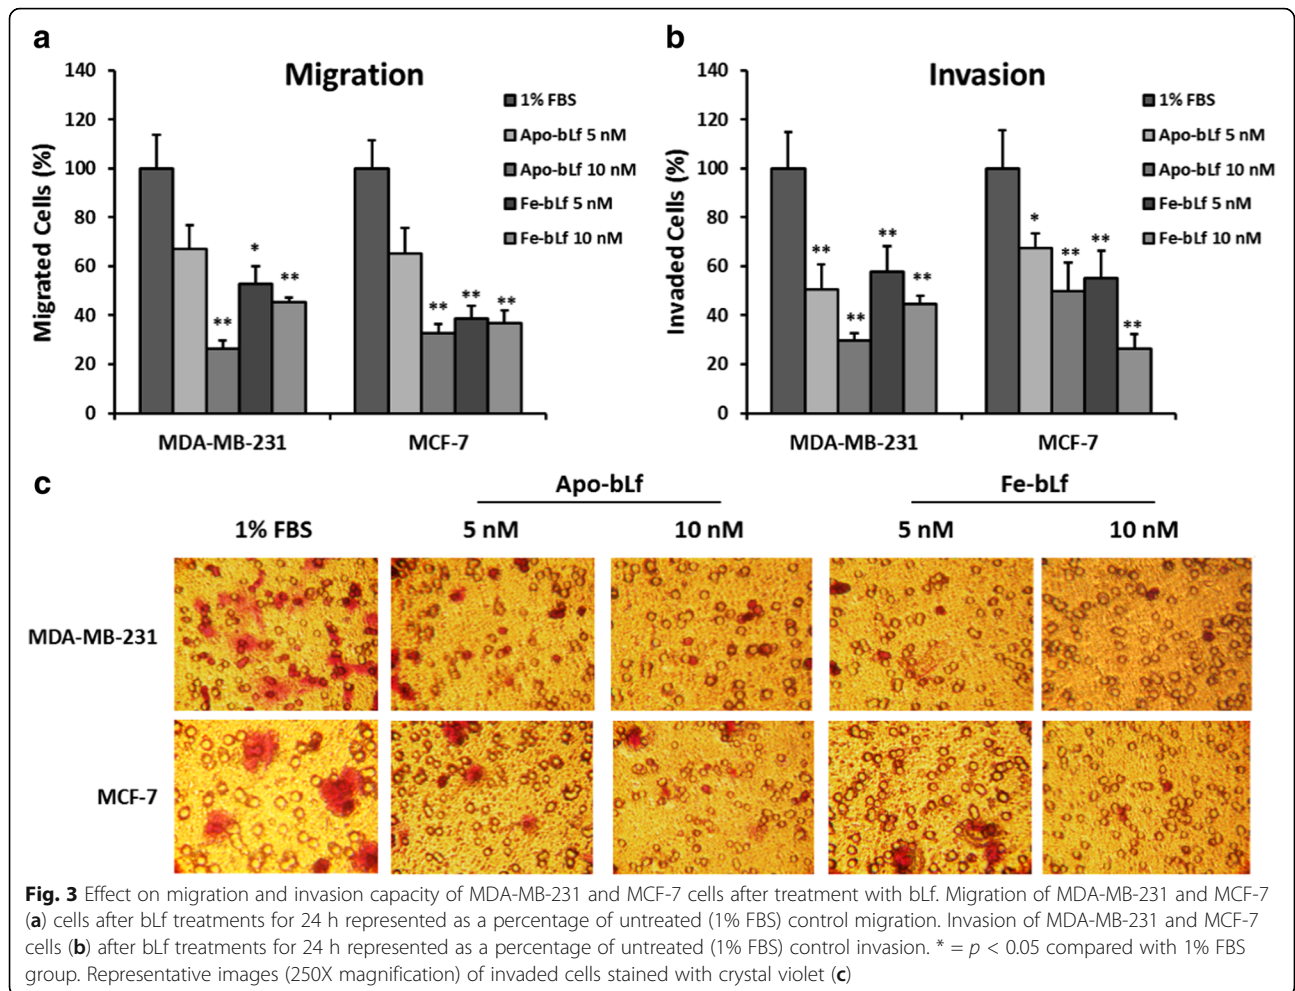 a
Migration
140
120
100
80
60
40
20
0
Migrated Cells (%)
1% FBS
Apo-bLf 5 nM
Apo-bLf 10 nM
Fe-bLf 5 nM
Fe-bLf 10 nM
** * **
** ** **
MDA-MB-231 MCF-7
b
Invasion
140
120
100
80
60
40
20
0
Invaded Cells (%)
1% FBS
Apo-bLf 5 nM
Apo-bLf 10 nM
Fe-bLf 5 nM
Fe-bLf 10 nM
** ** ** **
* ** ** **
MDA-MB-231 MCF-7
c
Apo-bLf Fe-bLf
1% FBS 5 nM 10 nM 5 nM 10 nM
MDA-MB-231
MCF-7
Fig. 3 Effect on migration and invasion capacity of MDA-MB-231 and MCF-7 cells after treatment with bLf. Migration of MDA-MB-231 and MCF-7
(a) cells after bLf treatments for 24 h represented as a percentage of untreated (1% FBS) control migration. Invasion of MDA-MB-231 and MCF-7
cells (b) after bLf treatments for 24 h represented as a percentage of untreated (1% FBS) control invasion. * = p < 0.05 compared with 1% FBS
group. Representative images (250X magnification) of invaded cells stained with crystal violet (c)